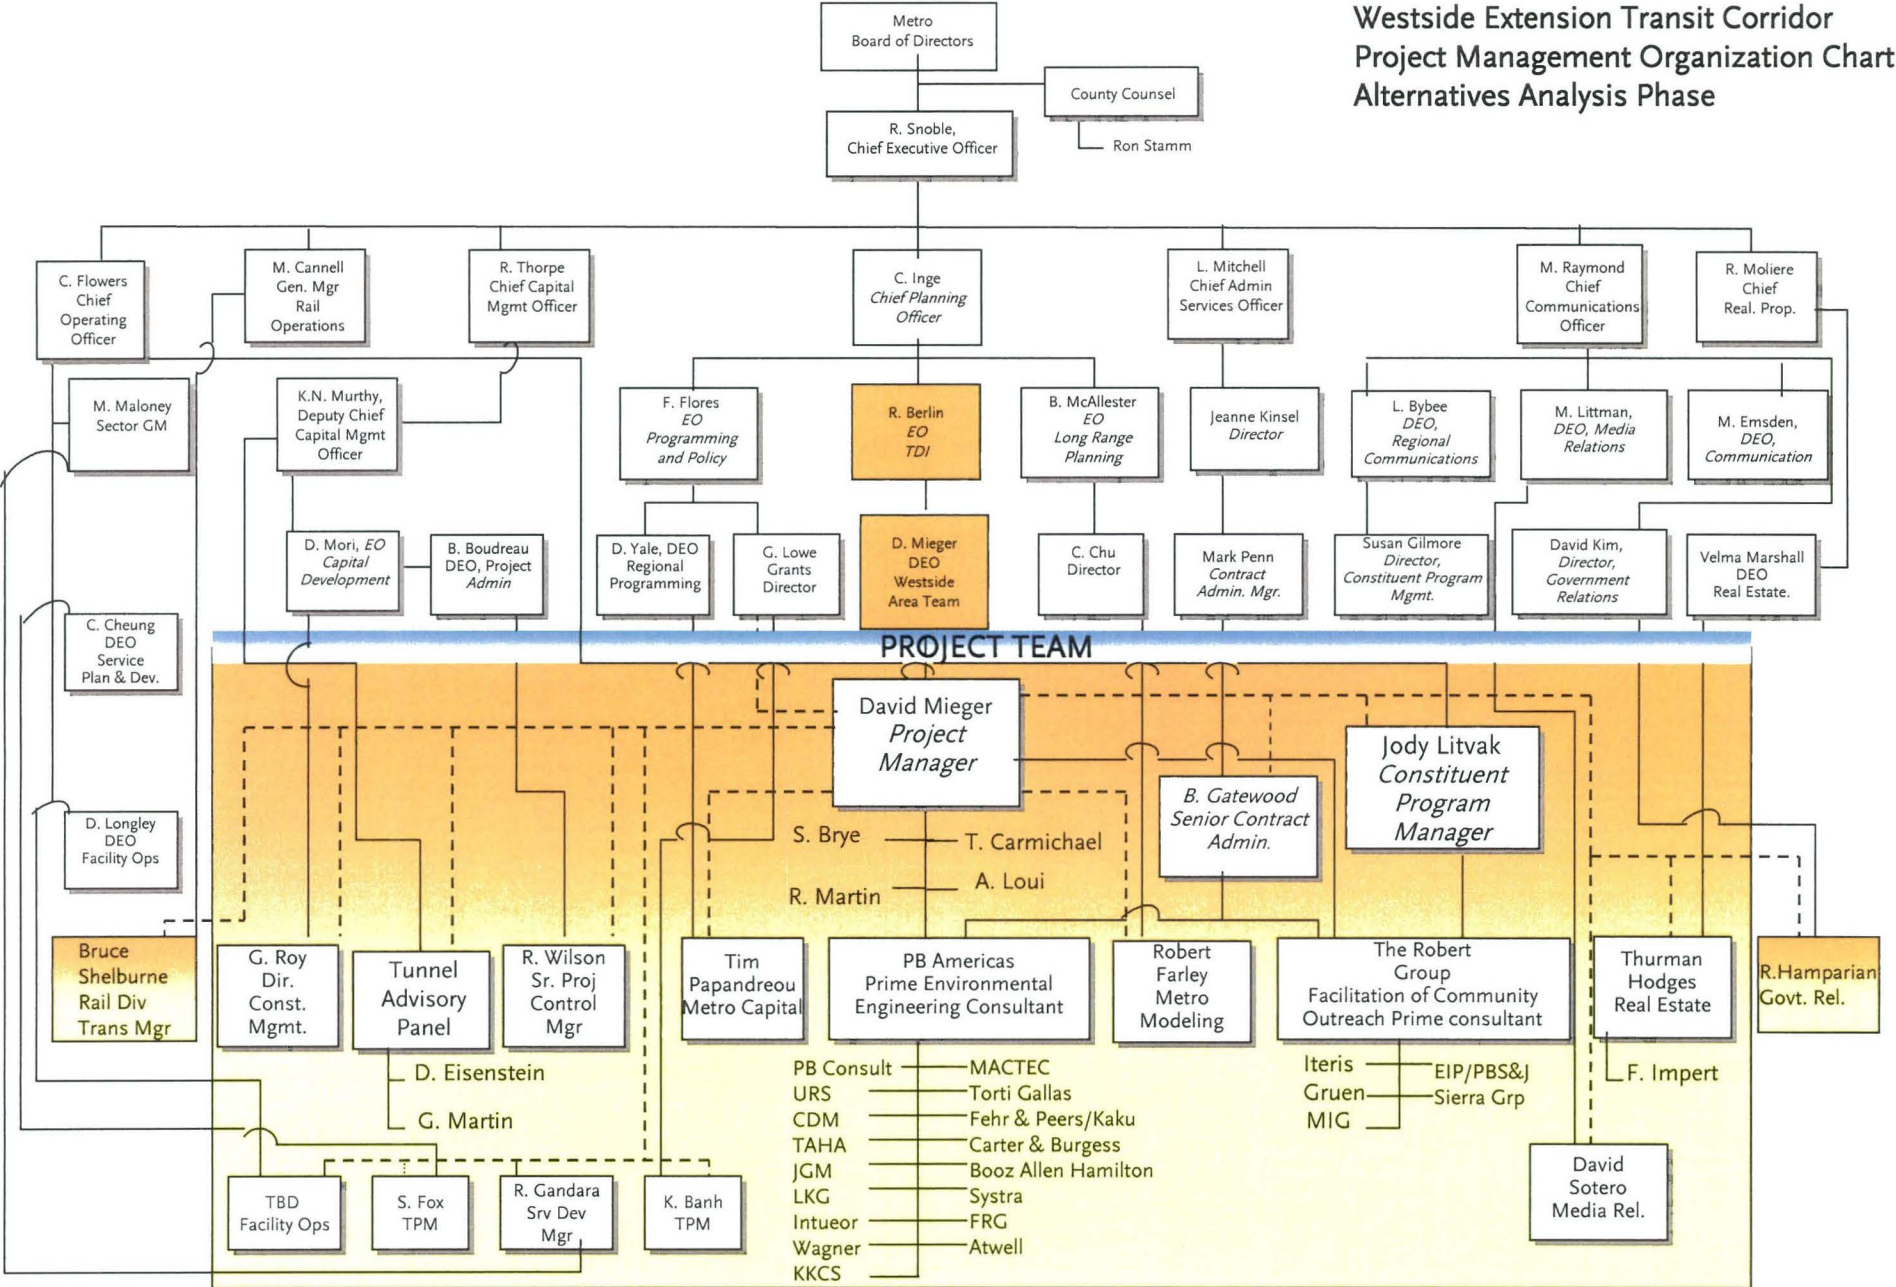 Westside Extension Transit Corridor
Project Management Organization Chart
Alternatives Analysis Phase
Metro
Board of Directors
County Counsel
Ron Stamm
R. Snoble,
Chief Executive Officer
C. Flowers
Chief
Operating
Officer
M. Cannell
Gen. Mgr
Rail
Operations
R. Thorpe
Chief Capital
Mgmt Officer
C. Inge
Chief Planning
Officer
L. Mitchell
Chief Admin
Services Officer
M. Raymond
Chief
Communications
Officer
R. Moliere
Chief
Real. Prop.
M. Maloney
Sector GM
K.N. Murthy,
Deputy Chief
Capital Mgmt
Officer
F. Flores
EO
Programming
and Policy
R. Berlin
EO
TDI
B. McAllester
EO
Long Range
Planning
Jeanne Kinsel
Director
L. Bybee
DEO,
Regional
Communications
M. Littman,
DEO, Media
Relations
M. Emsden,
DEO,
Communication
D. Mori, EO
Capital
Development
B. Boudreau
DEO, Project
Admin
D. Yale, DEO
Regional
Programming
G. Lowe
Grants
Director
D. Mieger
DEO
Westside
Area Team
C. Chu
Director
Mark Penn
Contract
Admin. Mgr.
Susan Gilmore
Director,
Constituent Program
Mgmt.
David Kim,
Director,
Government
Relations
Velma Marshall
DEO
Real Estate.
C. Cheung
DEO
Service
Plan & Dev.
D. Longley
DEO
Facility Ops
PROJECT TEAM
David Mieger
Project
Manager
Jody Litvak
Constituent
Program
Manager
B. Gatewood
Senior Contract
Admin.
S. Brye
T. Carmichael
R. Martin
A. Loui
Bruce
Shelburne
Rail Div
Trans Mgr
G. Roy
Dir.
Const.
Mgmt.
Tunnel
Advisory
Panel
D. Eisenstein
G. Martin
R. Wilson
Sr. Proj
Control
Mgr
Tim
Papandreou
Metro Capital
PB Americas
Prime Environmental
Engineering Consultant
Robert
Farley
Metro
Modeling
The Robert
Group
Facilitation of Community
Outreach Prime consultant
Thurman
Hodges
Real Estate
F. Impert
R.Hamparian
Govt. Rel.
PB Consult
MACTEC
URS
Torti Gallas
CDM
Fehr & Peers/Kaku
TAHA
Carter & Burgess
JGM
Booz Allen Hamilton
LKG
Systra
Intueor
FRG
Wagner
Atwell
KKCS
Iteris
EIP/PBS&J
Gruen
Sierra Grp
MIG
TBD
Facility Ops
S. Fox
TPM
R. Gandara
Srv Dev
Mgr
K. Banh
TPM
David
Sotero
Media Rel.